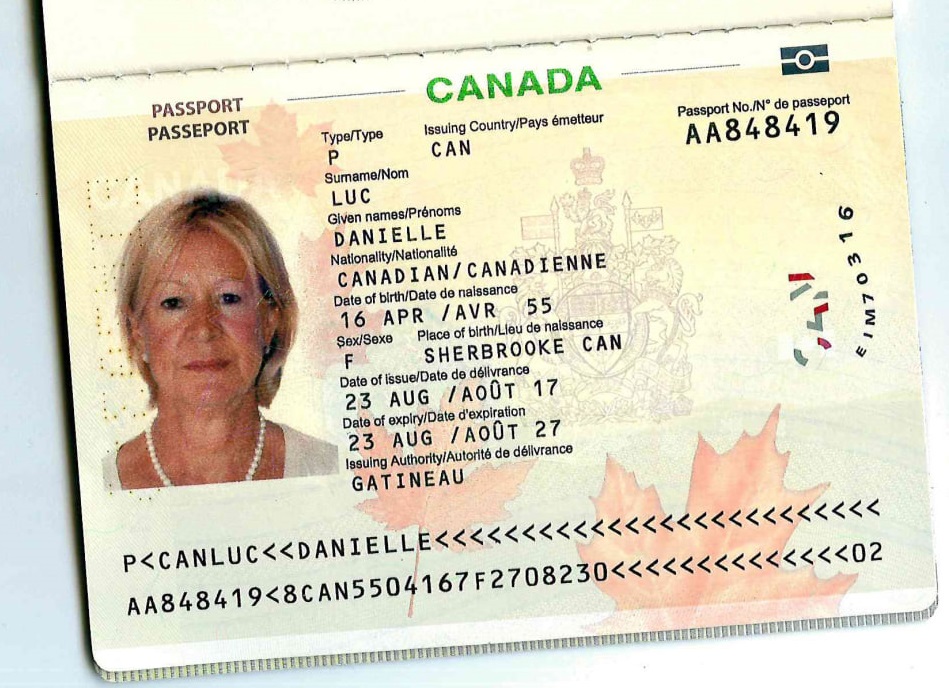 CANADA
PASSPORT
PASSEPORT
Type/Type
P
Issuing Country/Pays émetteur
CAN
Passport No./N° de passeport
AA848419
Surname/Nom
LUC
Given names/Prénoms
DANIELLE
Nationality/Nationalité
CANADIAN/CANADIENNE
Date of birth/Date de naissance
16 APR /AVR 55
Sex/Sexe
F
Place of birth/Lieu de naissance
SHERBROOKE CAN
Date of issue/Date de délivrance
23 AUG /AOÛT 17
Date of expiry/Date d'expiration
23 AUG /AOÛT 27
Issuing Authority/Autorité de délivrance
GATINEAU
EIM70316
P<CANLUC<<DANIELLE<<<<<<<<<<<<<<<<<<<<<<<<<<
AA848419<8CAN5504167F2708230<<<<<<<<<<<<<<02